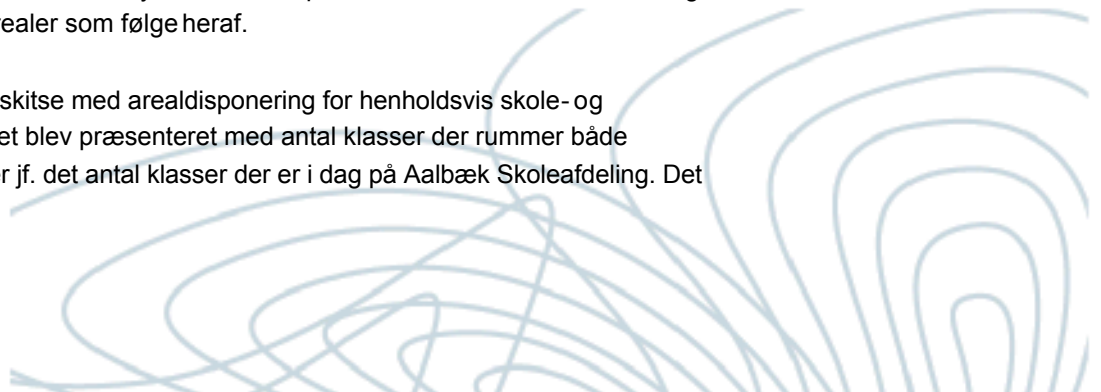 realer som følge heraf.
skitse med arealdisponering for henholdsvis skole- og
et blev præsenteret med antal klasser der rummer både
r jf. det antal klasser der er i dag på Aalbæk Skoleafdeling. Det